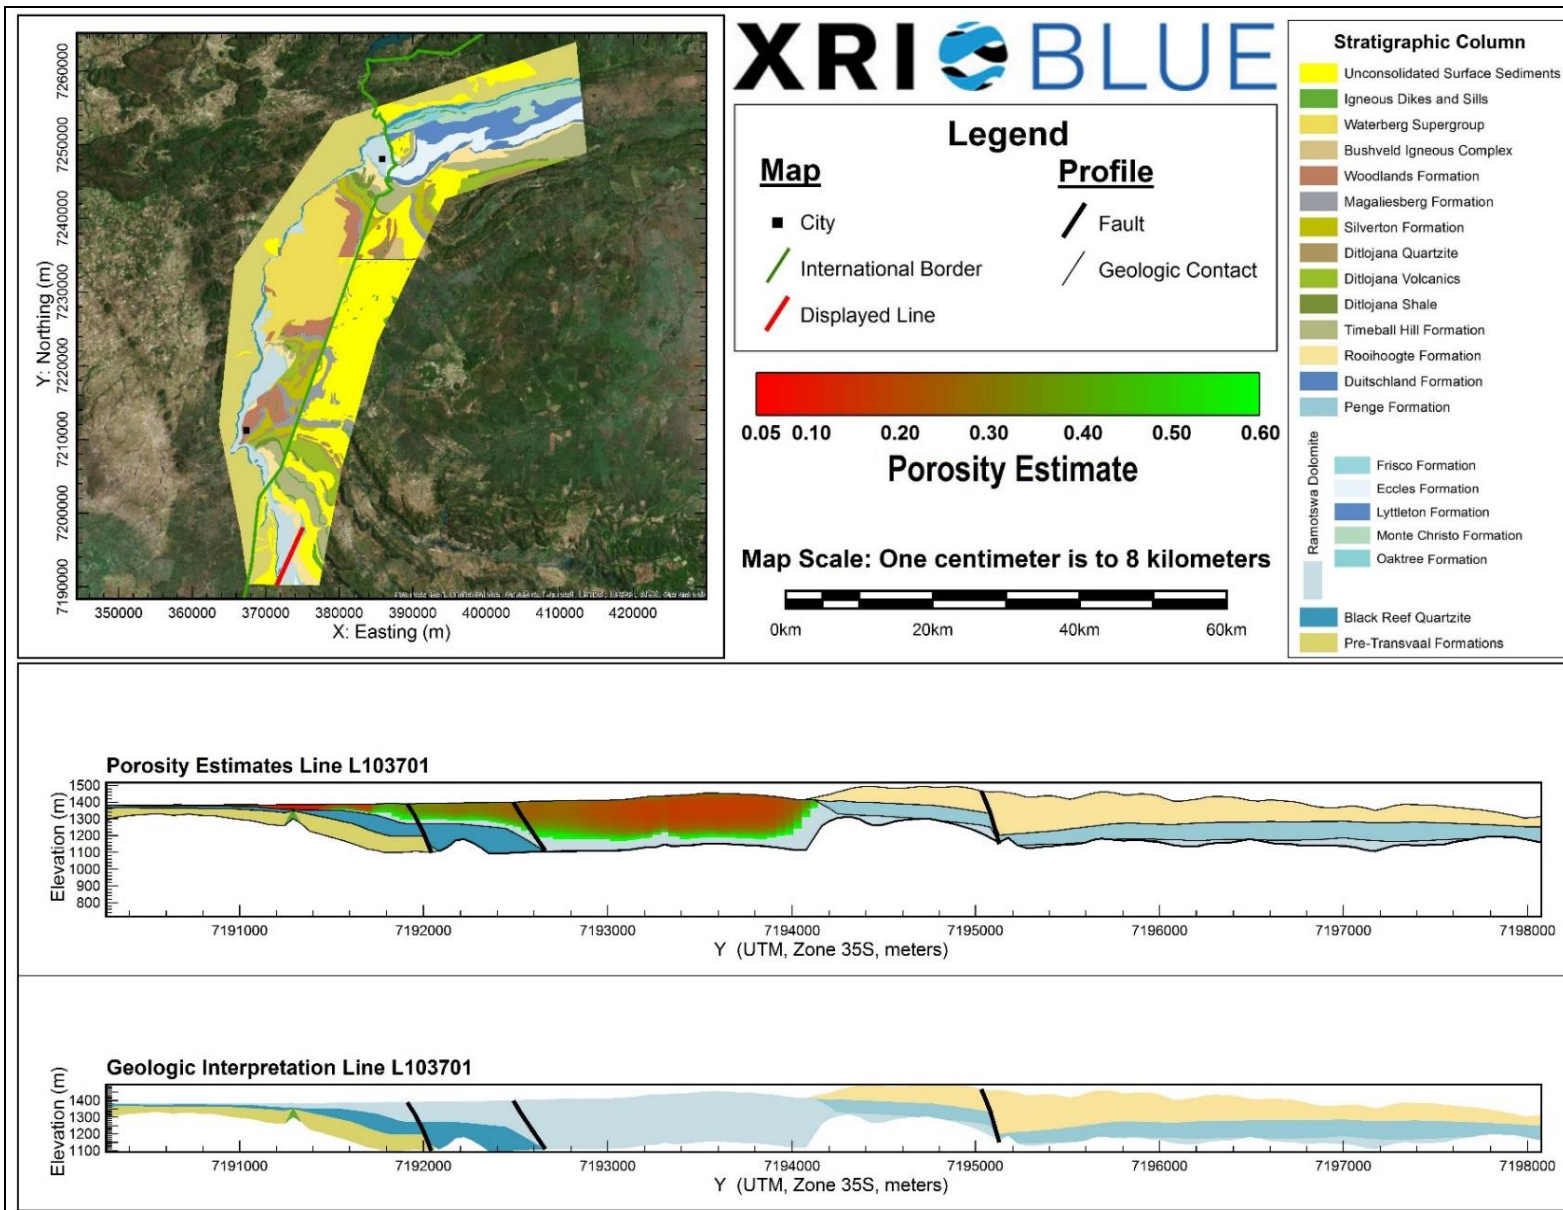 XRI BLUE
7260000
7250000
7240000
7230000
7220000
7210000
7200000
7190000
Y: Northing (m)
350000 360000 370000 380000 390000 400000 410000 420000
X: Easting (m)
Legend
Map
City
International Border
Displayed Line
Profile
Fault
Geologic Contact
0.05 0.10 0.20 0.30 0.40 0.50 0.60
Porosity Estimate
Map Scale: One centimeter is to 8 kilometers
0km 20km 40km 60km
Stratigraphic Column
Unconsolidated Surface Sediments
Igneous Dikes and Sills
Waterberg Supergroup
Bushveld Igneous Complex
Woodlands Formation
Magaliesberg Formation
Silverton Formation
Ditlojana Quartzite
Ditlojana Volcanics
Ditlojana Shale
Timeball Hill Formation
Rooihoogte Formation
Duitschland Formation
Penge Formation
Ramotswa Dolomite
Frisco Formation
Eccles Formation
Lyttleton Formation
Monte Christo Formation
Oaktree Formation
Black Reef Quartzite
Pre-Transvaal Formations
Porosity Estimates Line L103701
Elevation (m)
1500
1400
1300
1200
1100
1000
900
800
7191000 7192000 7193000 7194000 7195000 7196000 7197000 7198000
Y (UTM, Zone 35S, meters)
Geologic Interpretation Line L103701
Elevation (m)
1400
1300
1200
1100
7191000 7192000 7193000 7194000 7195000 7196000 7197000 7198000
Y (UTM, Zone 35S, meters)